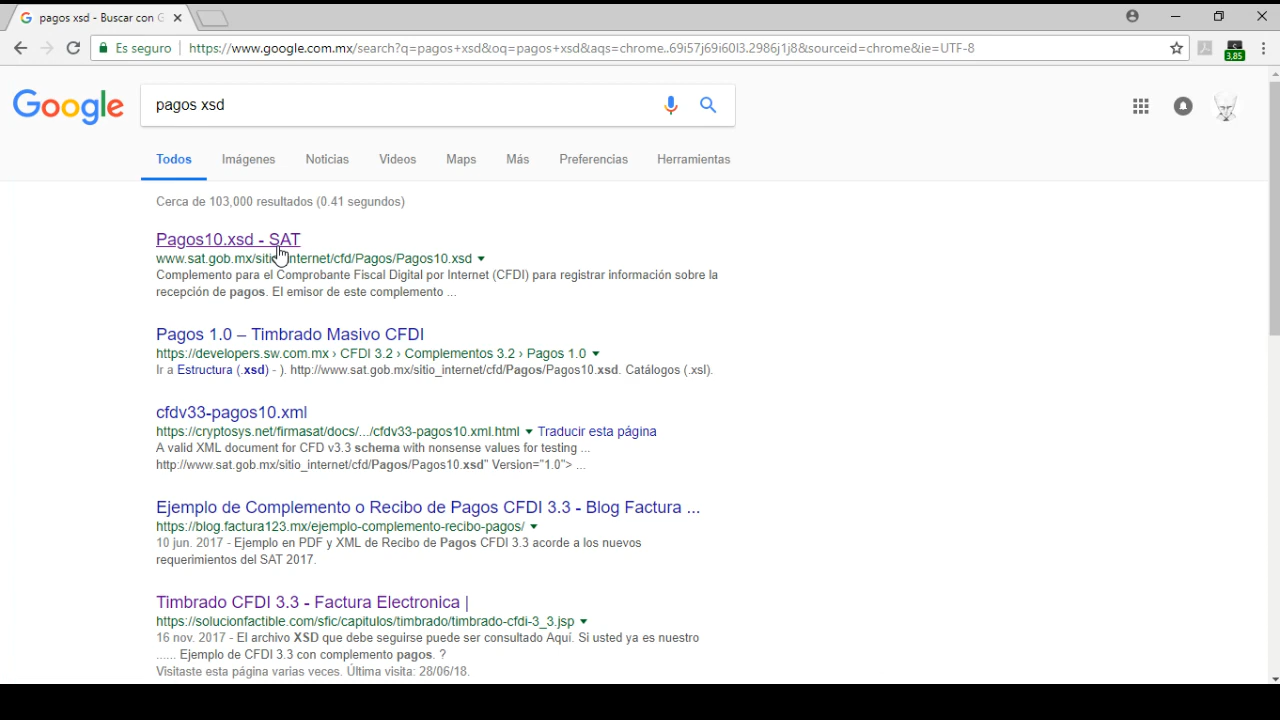 pagos xsd - Buscar con G
Es seguro https://www.google.com.mx/search?q=pagos+xsd&oq=pagos+xsd&aqs=chrome..69i57j69i60l3.2986j1j8&sourceid=chrome&ie=UTF-8
3,85
Google pagos xsd
Todos Imágenes Noticias Videos Maps Más Preferencias Herramientas
Cerca de 103,000 resultados (0.41 segundos)
Pagos10.xsd - SAT
www.sat.gob.mx/sitio_internet/cfd/Pagos/Pagos10.xsd
Complemento para el Comprobante Fiscal Digital por Internet (CFDI) para registrar información sobre la
recepción de pagos. El emisor de este complemento ...
Pagos 1.0 – Timbrado Masivo CFDI
https://developers.sw.com.mx › CFDI 3.2 › Complementos 3.2 › Pagos 1.0
Ir a Estructura (.xsd) - ). http://www.sat.gob.mx/sitio_internet/cfd/Pagos/Pagos10.xsd. Catálogos (.xsl).
cfdv33-pagos10.xml
https://cryptosys.net/firmasat/docs/.../cfdv33-pagos10.xml.html Traducir esta página
A valid XML document for CFD v3.3 schema with nonsense values for testing ...
http://www.sat.gob.mx/sitio_internet/cfd/Pagos/Pagos10.xsd" Version="1.0"> ...
Ejemplo de Complemento o Recibo de Pagos CFDI 3.3 - Blog Factura ...
https://blog.factura123.mx/ejemplo-complemento-recibo-pagos/
10 jun. 2017 - Ejemplo en PDF y XML de Recibo de Pagos CFDI 3.3 acorde a los nuevos
requerimientos del SAT 2017.
Timbrado CFDI 3.3 - Factura Electronica |
https://solucionfactible.com/sfic/capitulos/timbrado/timbrado-cfdi-3_3.jsp
16 nov. 2017 - El archivo XSD que debe seguirse puede ser consultado Aquí. Si usted ya es nuestro
...... Ejemplo de CFDI 3.3 con complemento pagos. ?
Visitaste esta página varias veces. Última visita: 28/06/18.